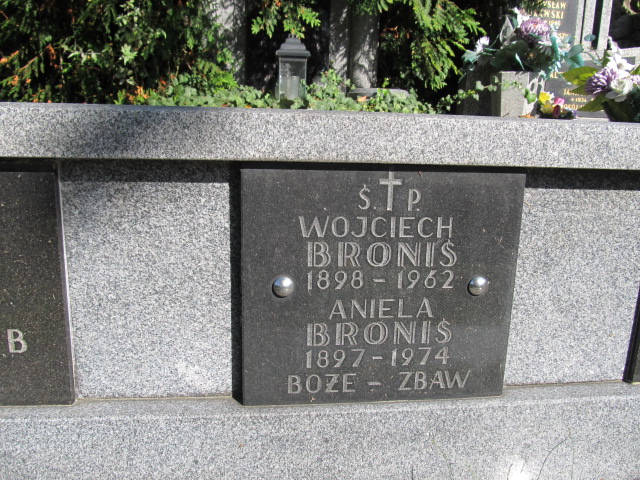 Ś.†P.
WOJCIECH
BRONIŚ
1898 - 1962
ANIELA
BRONIŚ
1897 - 1974
BOŻE - ZBAW
B